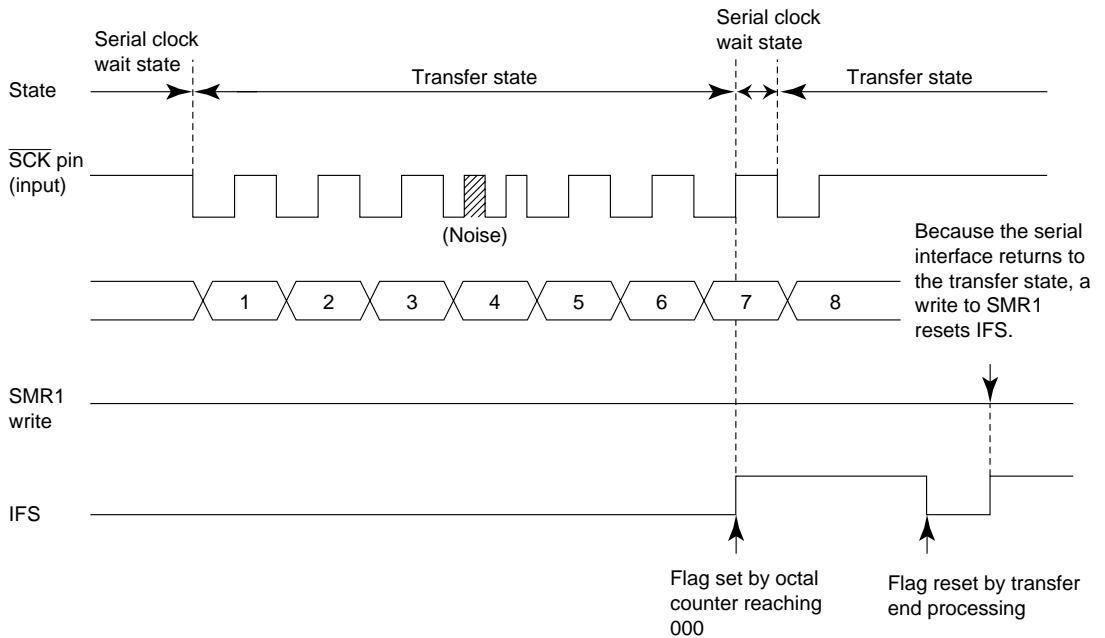 Serial clock
wait state
Serial clock
wait state
State
Transfer state
Transfer state
SCK pin
(input)
(Noise)
Because the serial
interface returns to
the transfer state, a
write to SMR1
resets IFS.
1 2 3 4 5 6 7 8
SMR1
write
IFS
Flag set by octal
counter reaching
000
Flag reset by transfer
end processing